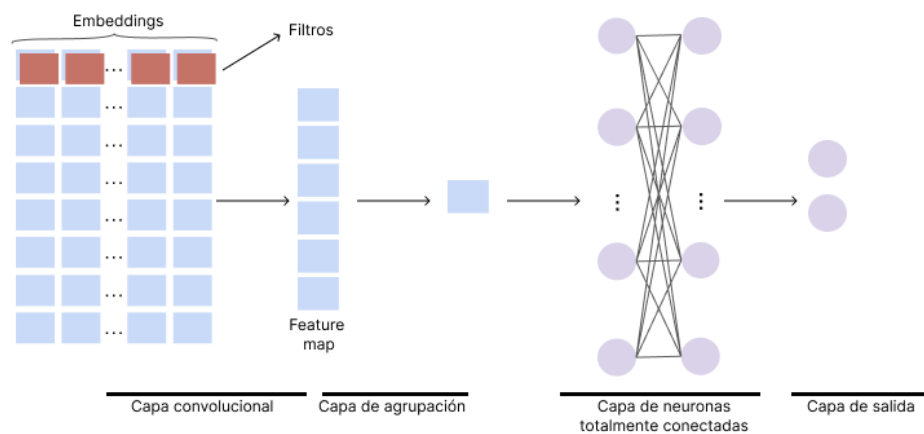 Embeddings
Filtros
Feature
map
Capa convolucional
Capa de agrupación
Capa de neuronas
totalmente conectadas
Capa de salida